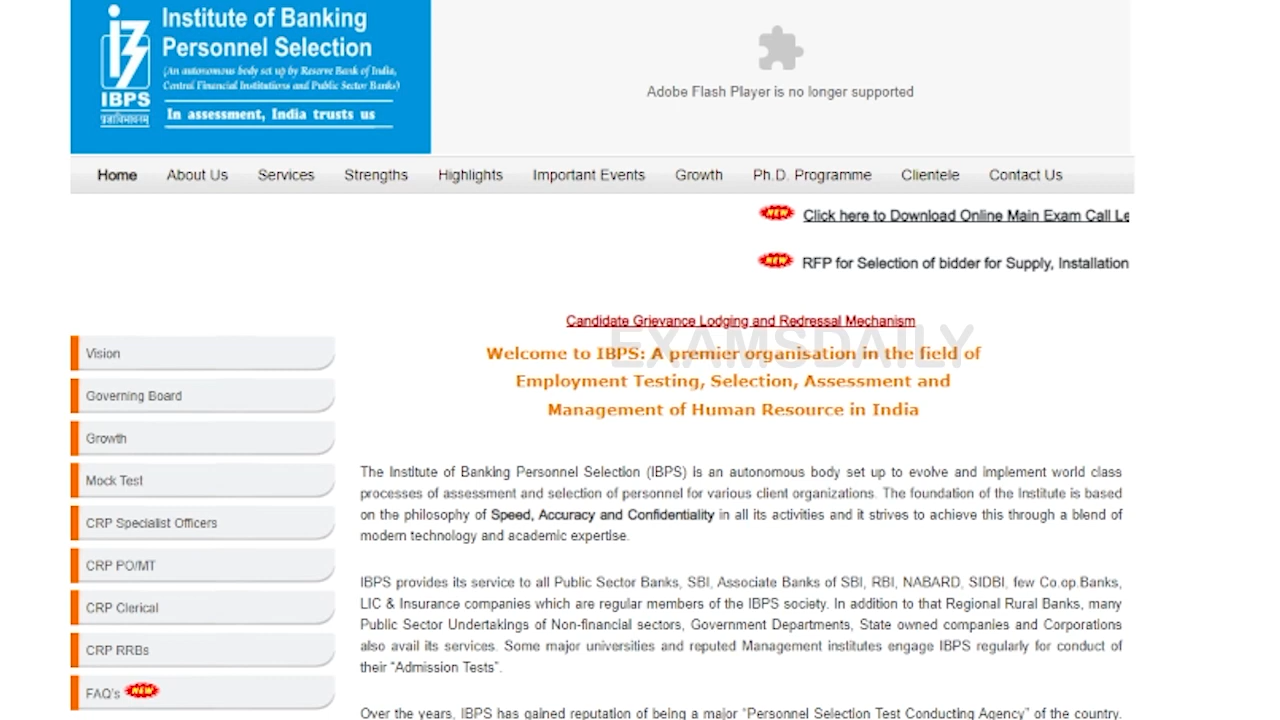 Institute of Banking
Personnel Selection
(An autonomous body set up by Reserve Bank of India,
Central Financial Institutions and Public Sector Banks)
IBPS
In assessment, India trusts us
Adobe Flash Player is no longer supported
Home About Us Services Strengths Highlights Important Events Growth Ph.D. Programme Clientele Contact Us
NEW Click here to Download Online Main Exam Call Le
NEW RFP for Selection of bidder for Supply, Installation
Candidate Grievance Lodging and Redressal Mechanism
EXAMSDAILY
Welcome to IBPS: A premier organisation in the field of
Employment Testing, Selection, Assessment and
Management of Human Resource in India
Vision
Governing Board
Growth
Mock Test
CRP Specialist Officers
CRP PO/MT
CRP Clerical
CRP RRBs
FAQ's NEW
The Institute of Banking Personnel Selection (IBPS) is an autonomous body set up to evolve and implement world class
processes of assessment and selection of personnel for various client organizations. The foundation of the Institute is based
on the philosophy of Speed, Accuracy and Confidentiality in all its activities and it strives to achieve this through a blend of
modern technology and academic expertise.
IBPS provides its service to all Public Sector Banks, SBI, Associate Banks of SBI, RBI, NABARD, SIDBI, few Co.op.Banks,
LIC & Insurance companies which are regular members of the IBPS society. In addition to that Regional Rural Banks, many
Public Sector Undertakings of Non-financial sectors, Government Departments, State owned companies and Corporations
also avail its services. Some major universities and reputed Management institutes engage IBPS regularly for conduct of
their “Admission Tests”.
Over the years, IBPS has gained reputation of being a major “Personnel Selection Test Conducting Agency” of the country.